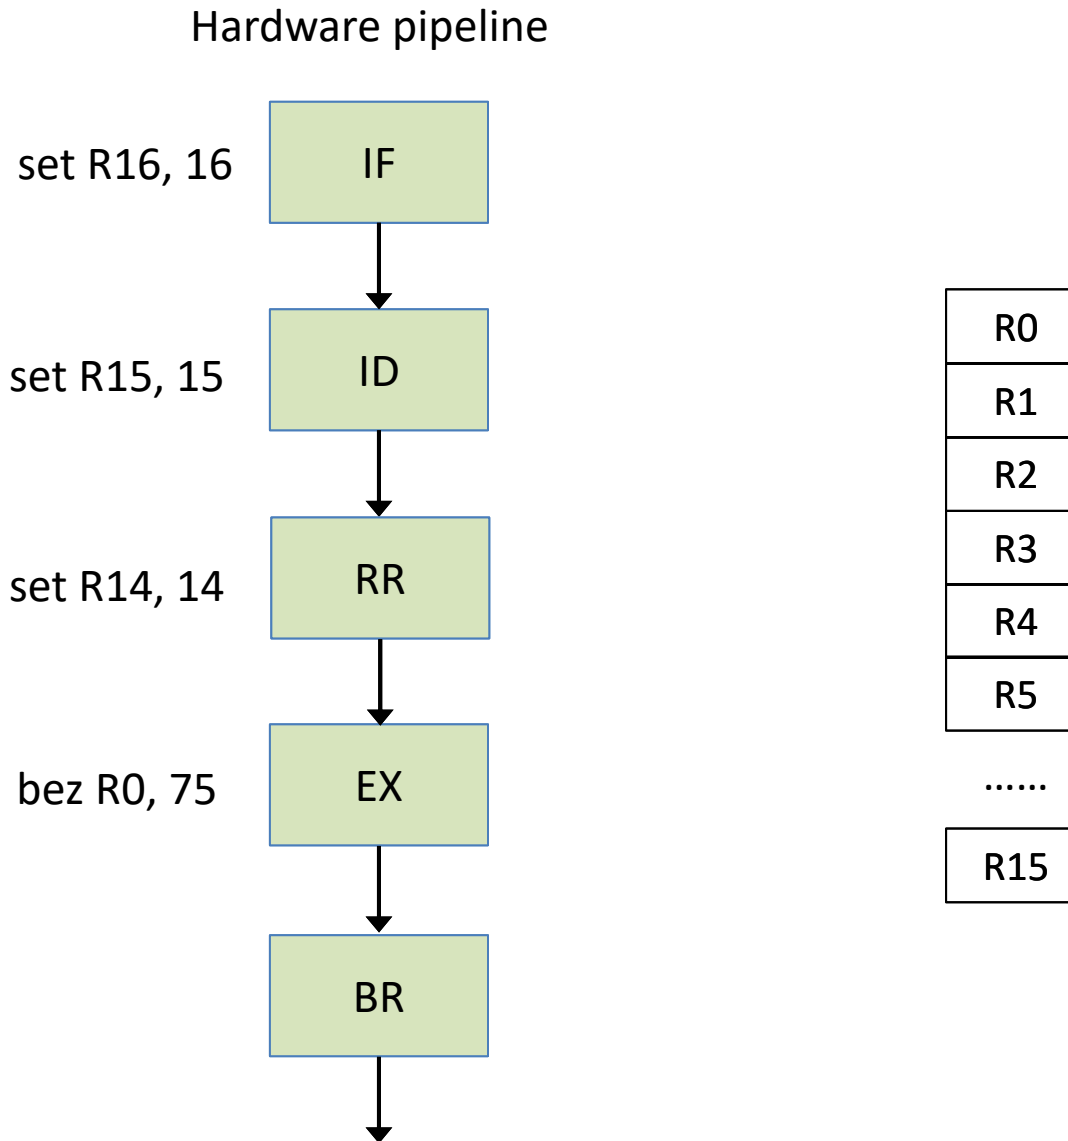 Hardware pipeline
set R16, 16
IF
set R15, 15
ID
set R14, 14
RR
bez R0, 75
EX
BR
R0
R1
R2
R3
R4
R5
......
R15